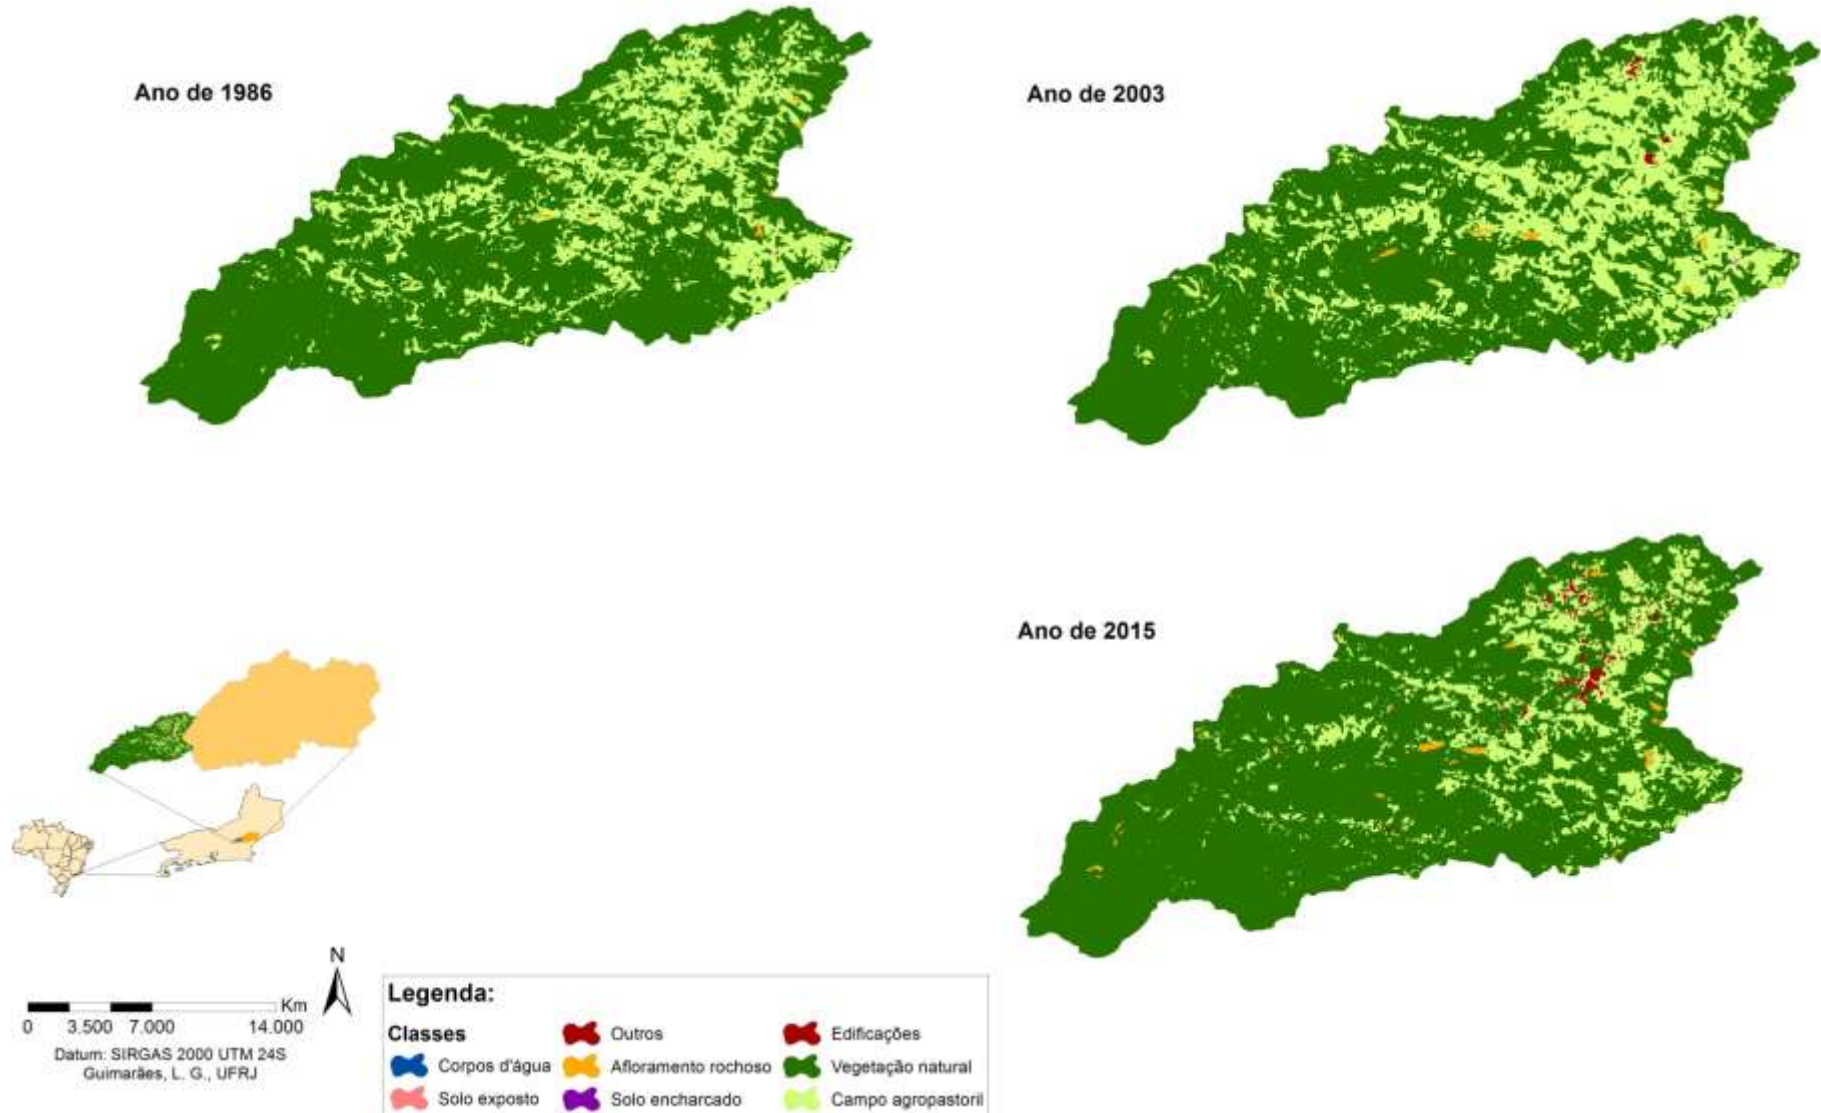 Ano de 1986
Ano de 2003
Ano de 2015
N
Km
0 3.500 7.000 14.000
Datum: SIRGAS 2000 UTM 24S
Guimarães, L. G., UFRJ
Legenda:
Classes
Corpos d'água
Solo exposto
Outros
Afloramento rochoso
Solo encharcado
Edificações
Vegetação natural
Campo agropastoril